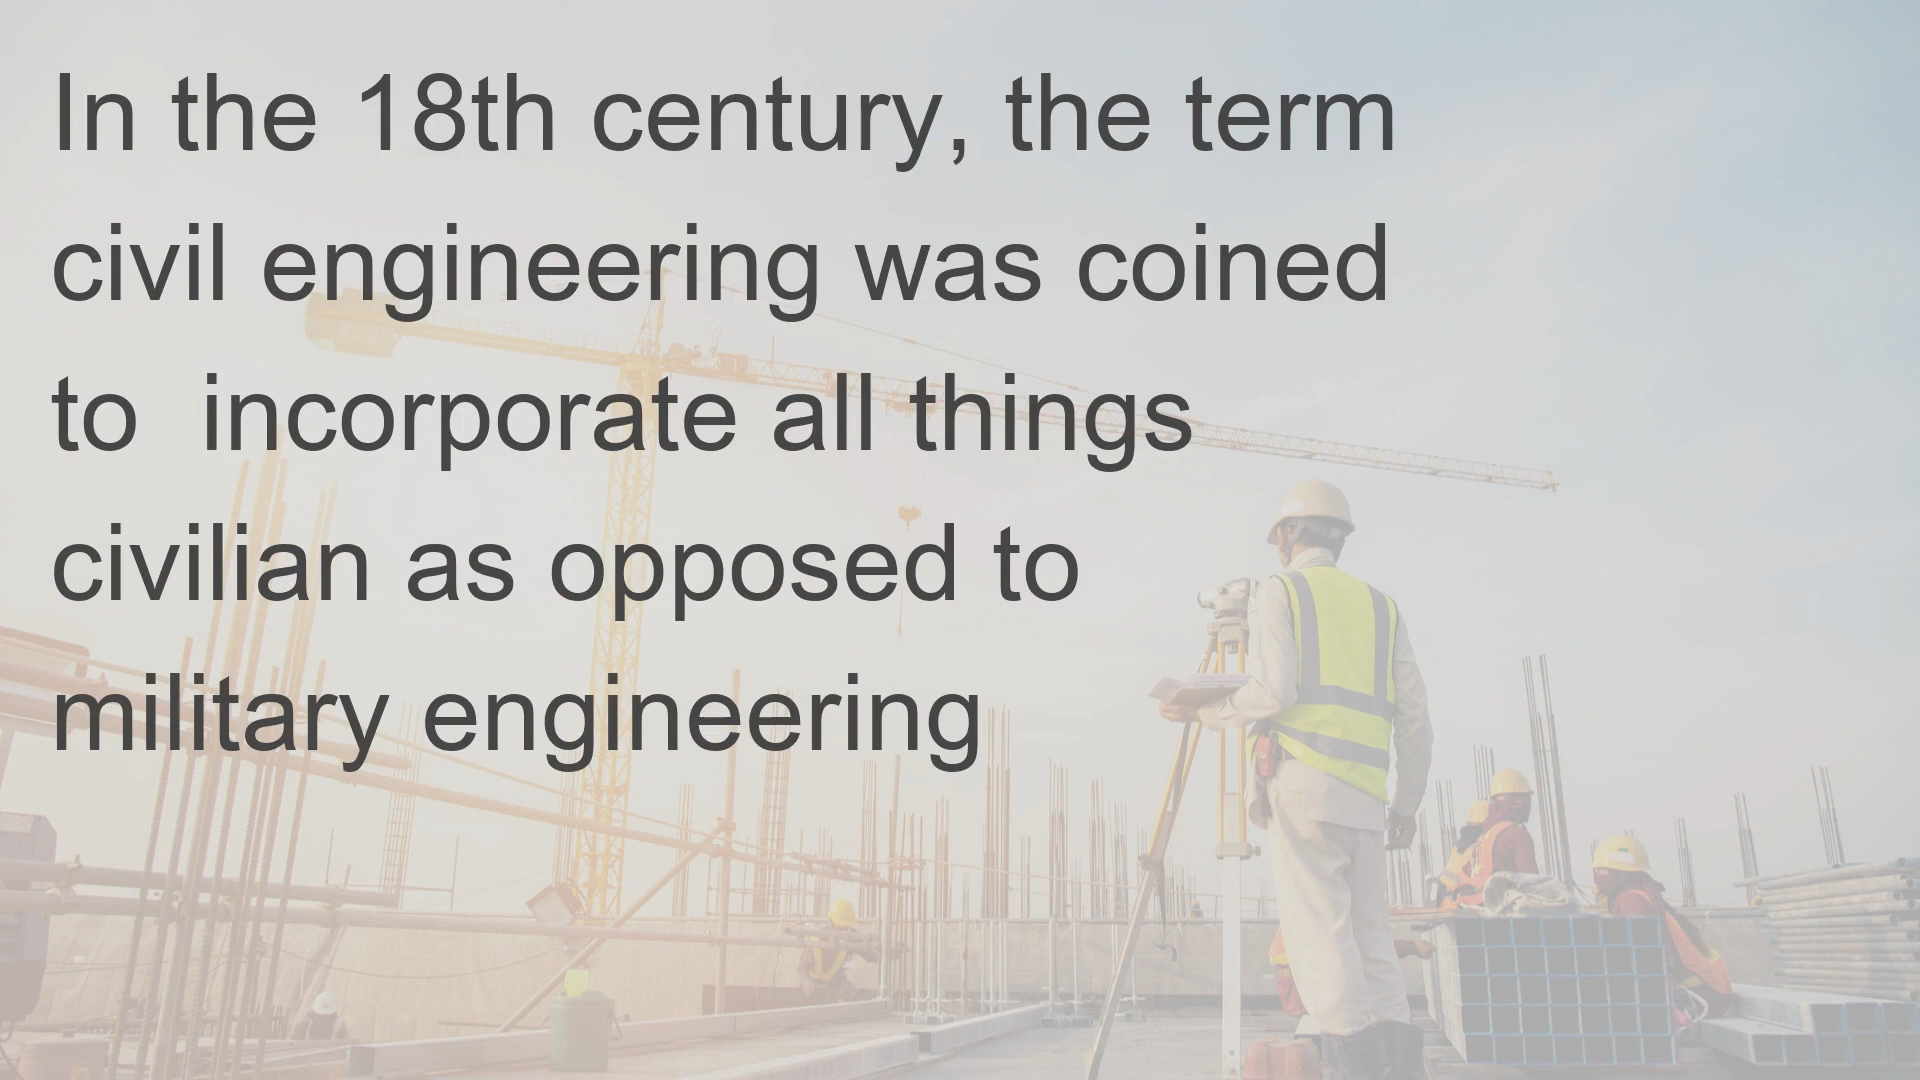 In the 18th century, the term
civil engineering was coined
to  incorporate all things
civilian as opposed to
military engineering